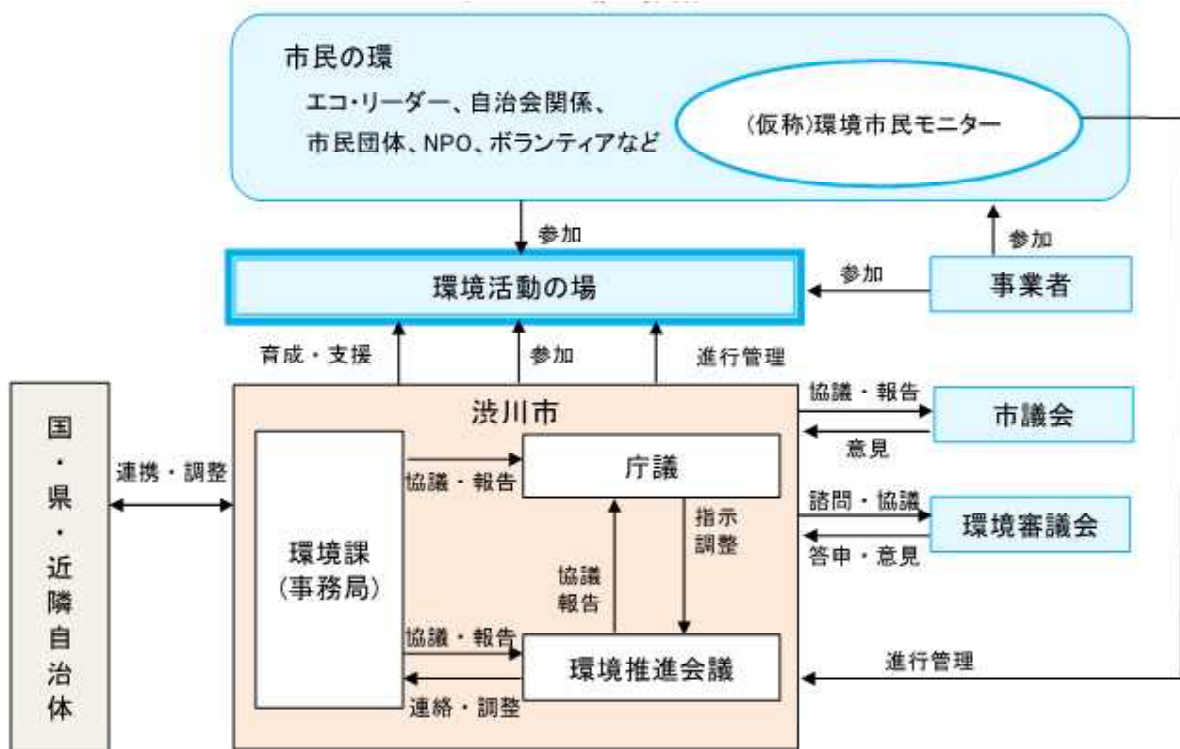 市民の環
エコ・リーダー、自治会関係、
市民団体、NPO、ボランティアなど
(仮称)環境市民モニター
参加
参加
環境活動の場
参加
事業者
育成・支援
参加
進行管理
国・県・近隣自治体
連携・調整
渋川市
環境課
(事務局)
協議・報告
庁議
指示
調整
協議
報告
協議・報告
環境推進会議
連絡・調整
協議・報告
市議会
意見
諮問・協議
環境審議会
答申・意見
進行管理